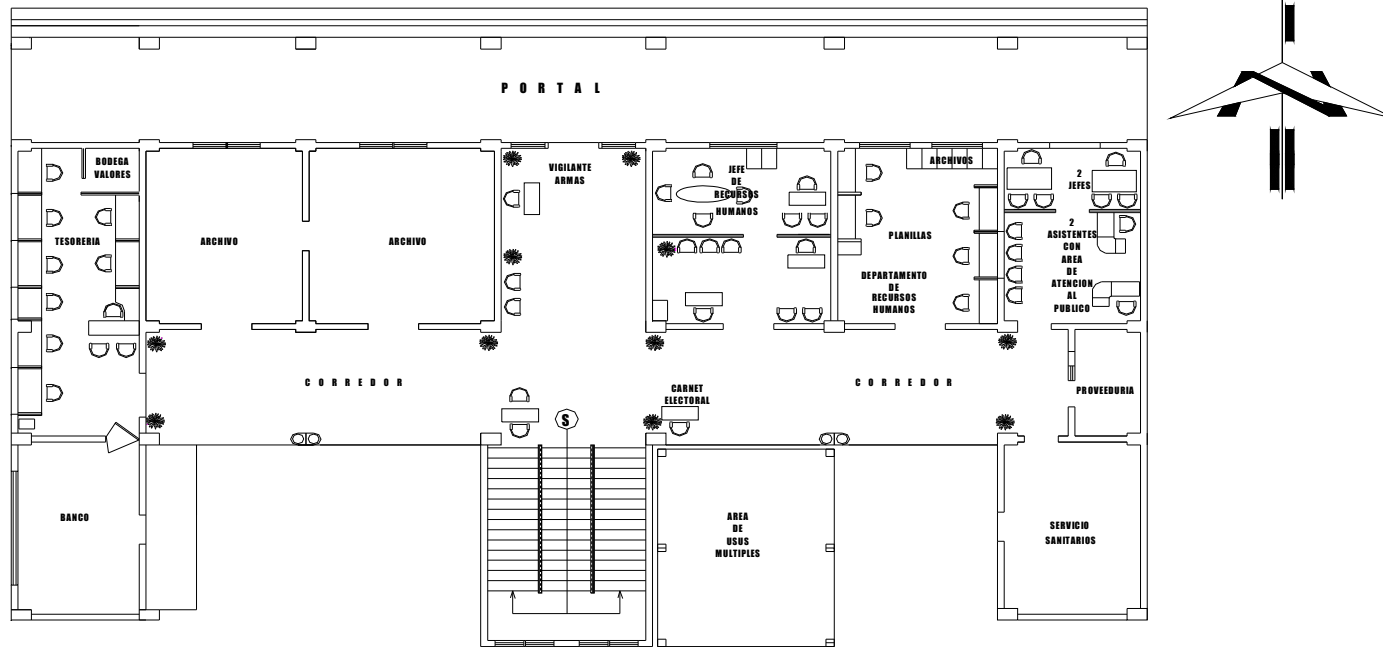 P O R T A L
BODEGA
VALORES
TESORERIA
ARCHIVO
ARCHIVO
VIGILANTE
ARMAS
JEFE
DE
RECURSOS
HUMANOS
ARCHIVOS
PLANILLAS
DEPARTAMENTO
DE
RECURSOS
HUMANOS
2
JEFES
2
ASISTENTES
CON
AREA
DE
ATENCION
AL
PUBLICO
C O R R E D O R
CARNET
ELECTORAL
C O R R E D O R
PROVEEDURIA
S
BANCO
AREA
DE
USUS
MULTIPLES
SERVICIO
SANITARIOS